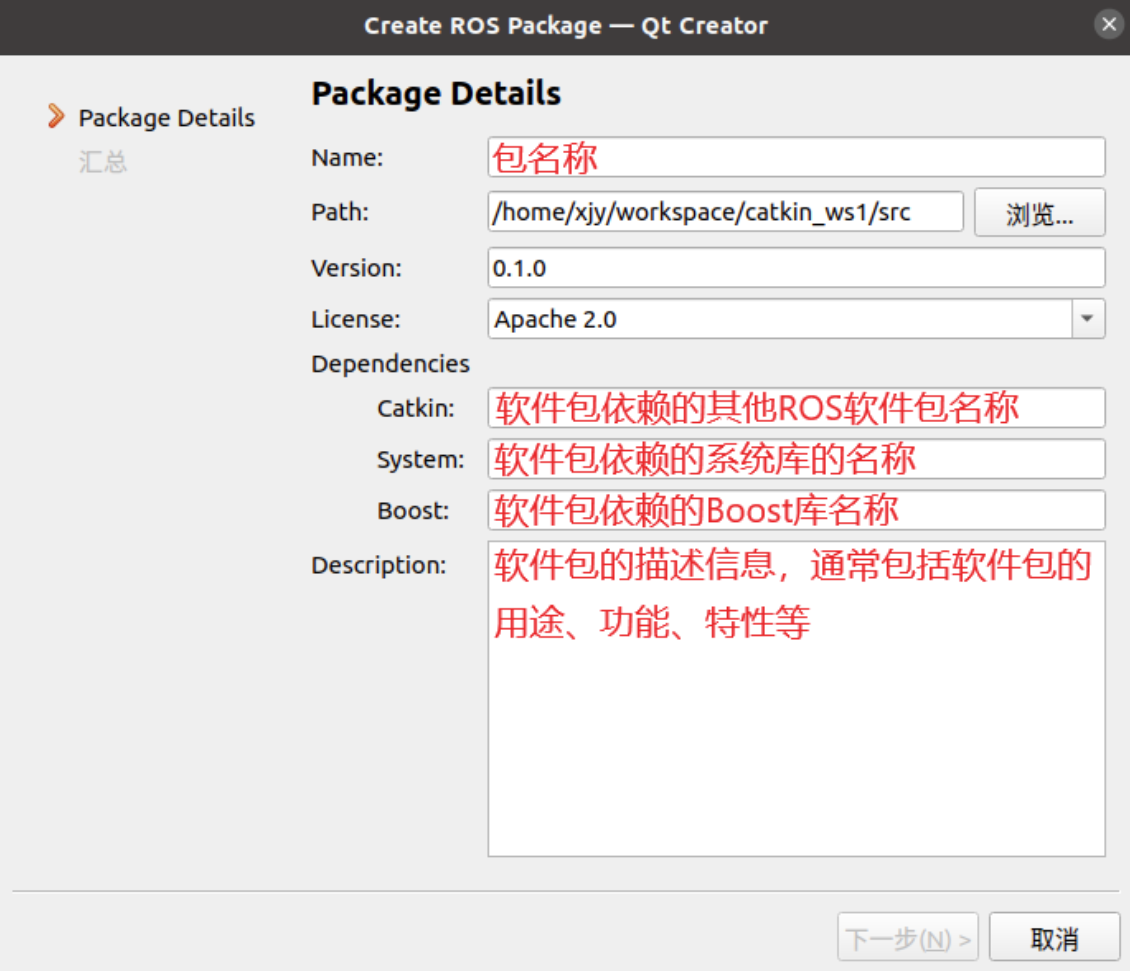 Create ROS Package — Qt Creator
Package Details
汇总
Package Details
Name: 包名称
Path: /home/xjy/workspace/catkin_ws1/src 浏览...
Version: 0.1.0
License: Apache 2.0
Dependencies
Catkin: 软件包依赖的其他ROS软件包名称
System: 软件包依赖的系统库的名称
Boost: 软件包依赖的Boost库名称
Description: 软件包的描述信息，通常包括软件包的
用途、功能、特性等
下一步(N) > 取消